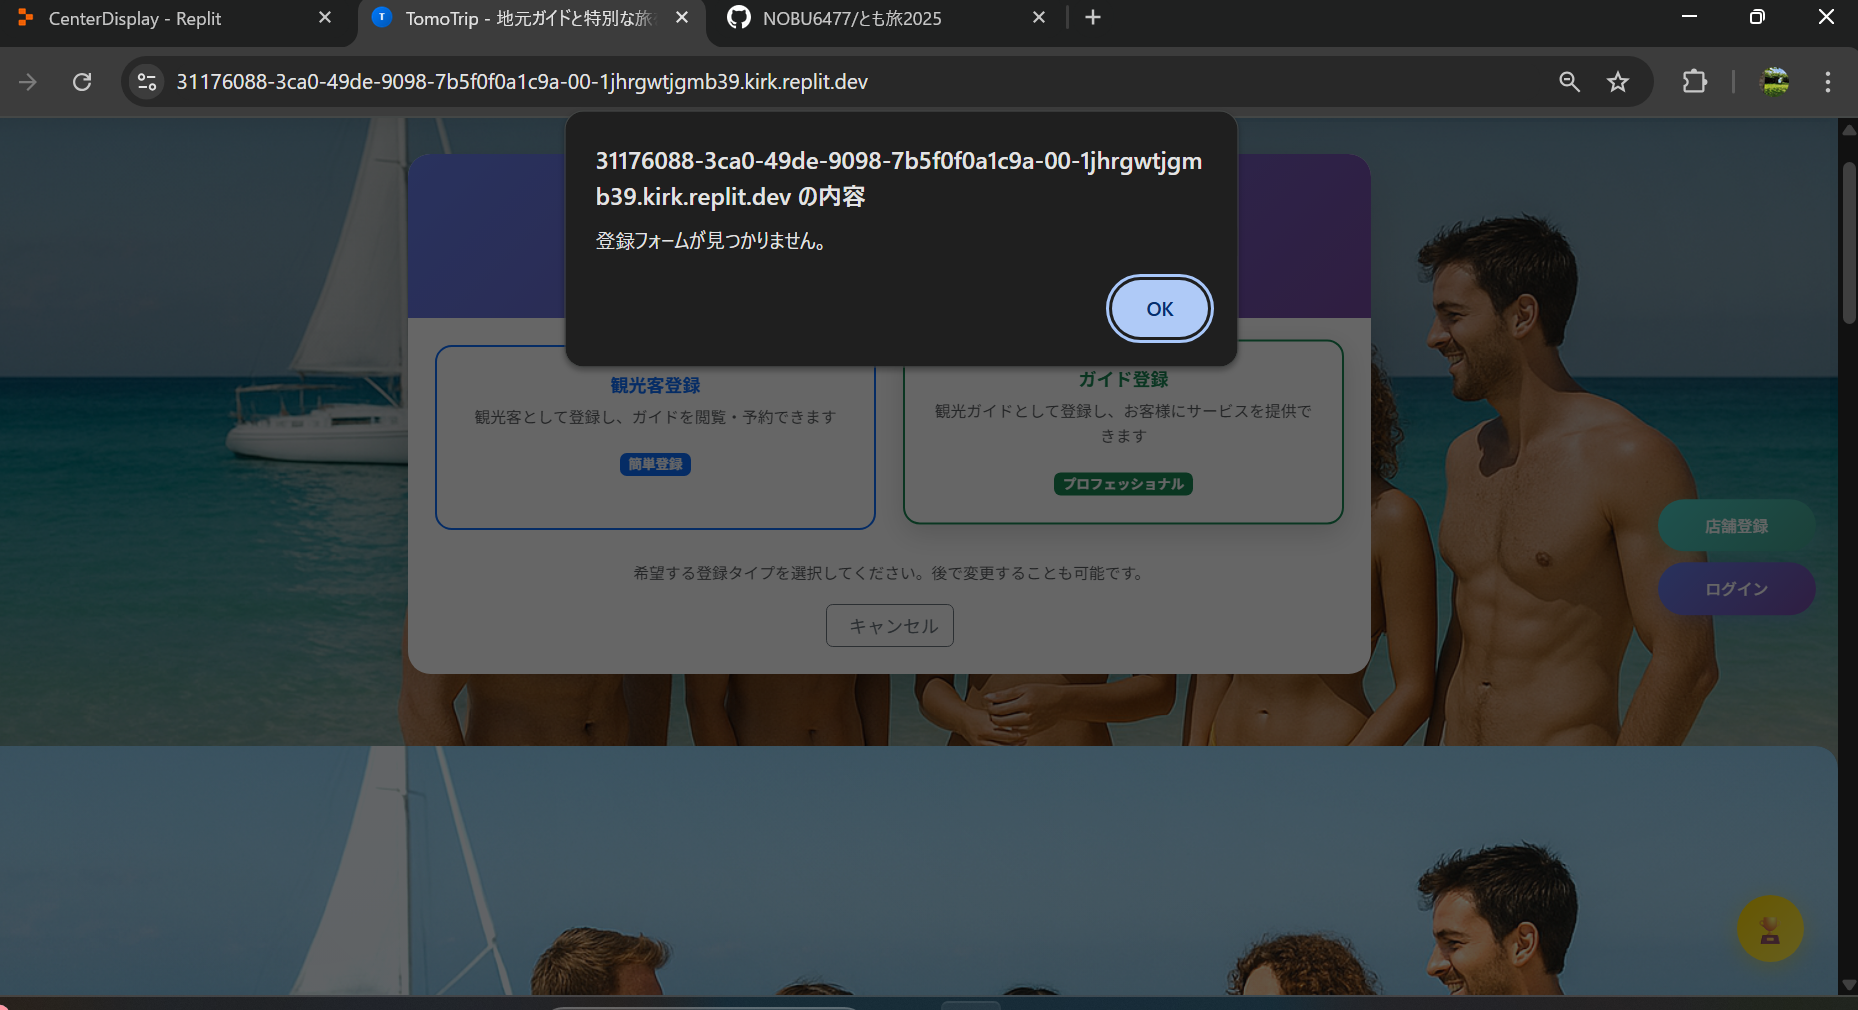 CenterDisplay - Replit
TomoTrip - 地元ガイドと特別な旅
NOBU6477/とも旅2025
31176088-3ca0-49de-9098-7b5f0f0a1c9a-00-1jhrgwtjgmb39.kirk.replit.dev
31176088-3ca0-49de-9098-7b5f0f0a1c9a-00-1jhrgwtjgm
b39.kirk.replit.dev の内容
登録フォームが見つかりません。
OK
観光客登録
観光客として登録し、ガイドを閲覧・予約できます
簡単登録
ガイド登録
観光ガイドとして登録し、お客様にサービスを提供で
きます
プロフェッショナル
希望する登録タイプを選択してください。後で変更することも可能です。
キャンセル
店舗登録
ログイン